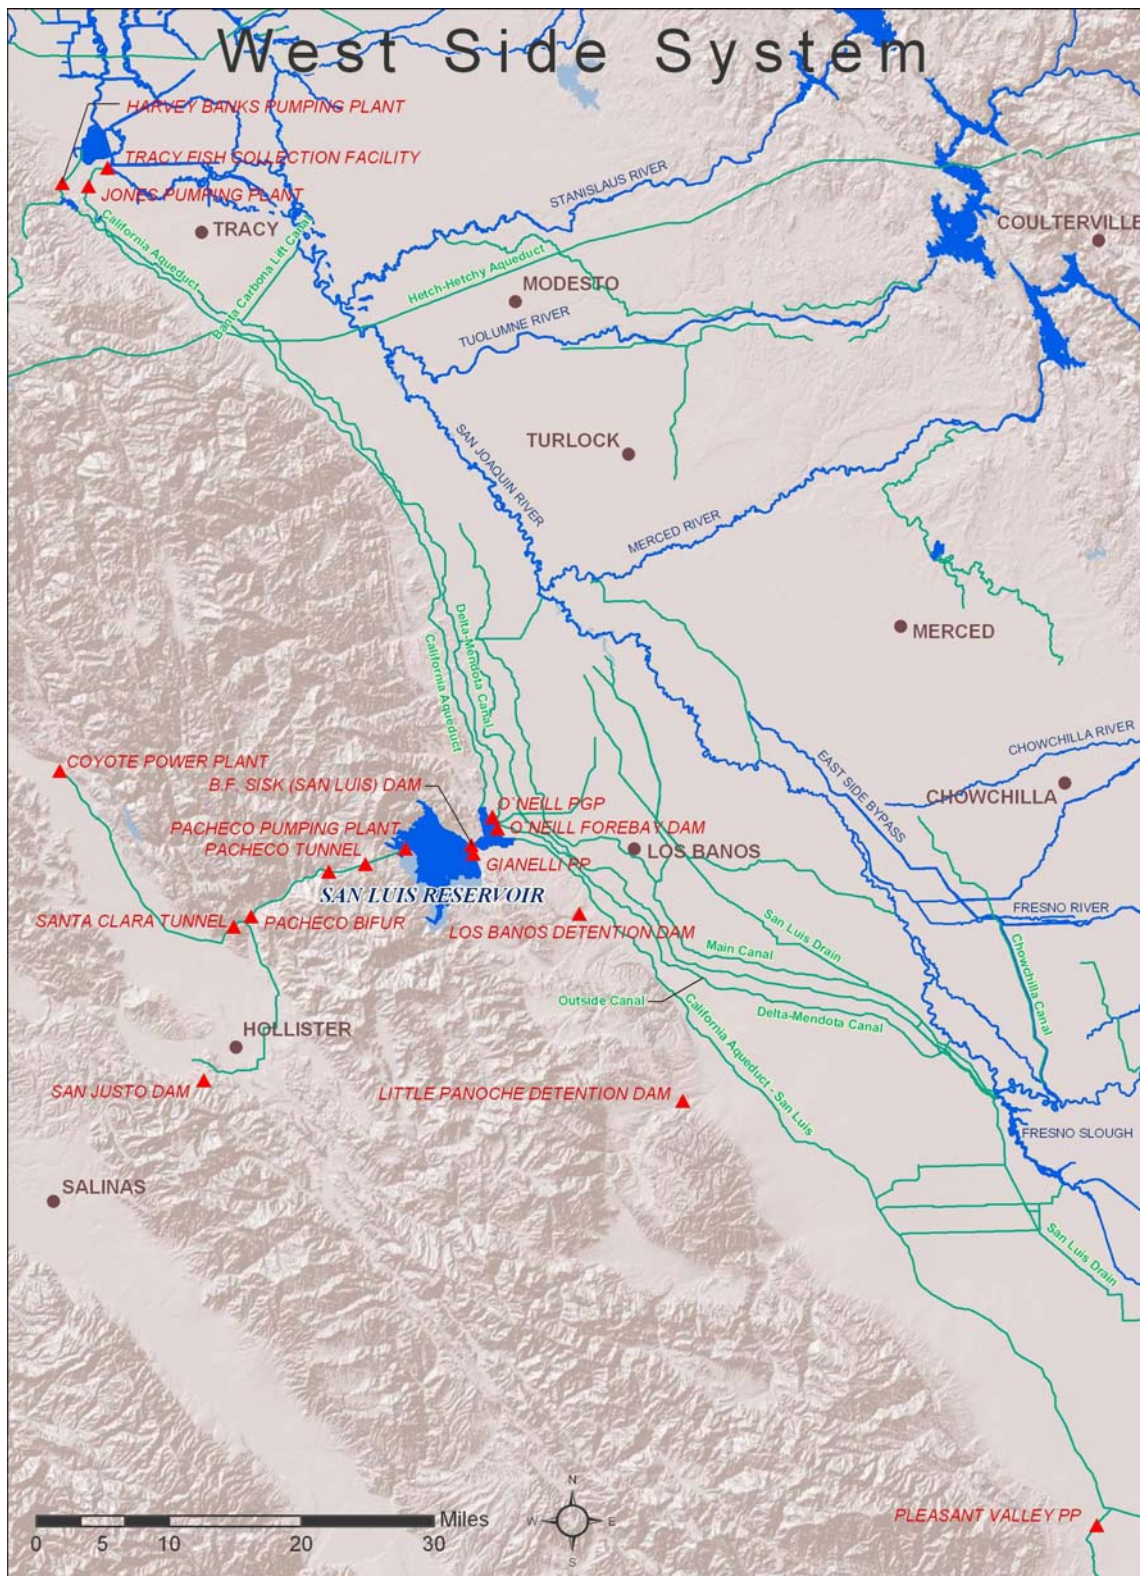 West Side System
HARVEY BANKS PUMPING PLANT
TRACY FISH COLLECTION FACILITY
JONES PUMPING PLANT
STANISLAUS RIVER
California Aqueduct
TRACY
Banta Carbona Lift Canal
COULTERVILLE
Hetch-Hetchy Aqueduct
MODESTO
TUOLUMNE RIVER
TURLOCK
SAN JOAQUIN RIVER
MERCED RIVER
Delta-Mendota Canal
California Aqueduct
MERCED
CHOWCHILLA RIVER
EAST SIDE BYPASS
COYOTE POWER PLANT
B.F. SISK (SAN LUIS) DAM
CHOWCHILLA
O'NEILL PGP
PACHECO PUMPING PLANT
O'NEILL FOREBAY DAM
PACHECO TUNNEL
LOS BANOS
GIANELLI PP
SAN LUIS RESERVOIR
FRESNO RIVER
SANTA CLARA TUNNEL
PACHECO BIFUR
LOS BANOS DETENTION DAM
San Luis Drain
Main Canal
Chowchilla Canal
Outside Canal
Delta-Mendota Canal
California Aqueduct - San Luis
HOLLISTER
SAN JUSTO DAM
LITTLE PANOCHE DETENTION DAM
FRESNO SLOUGH
SALINAS
San Luis Drain
PLEASANT VALLEY PP
N
W E
S
Miles
0 5 10 20 30